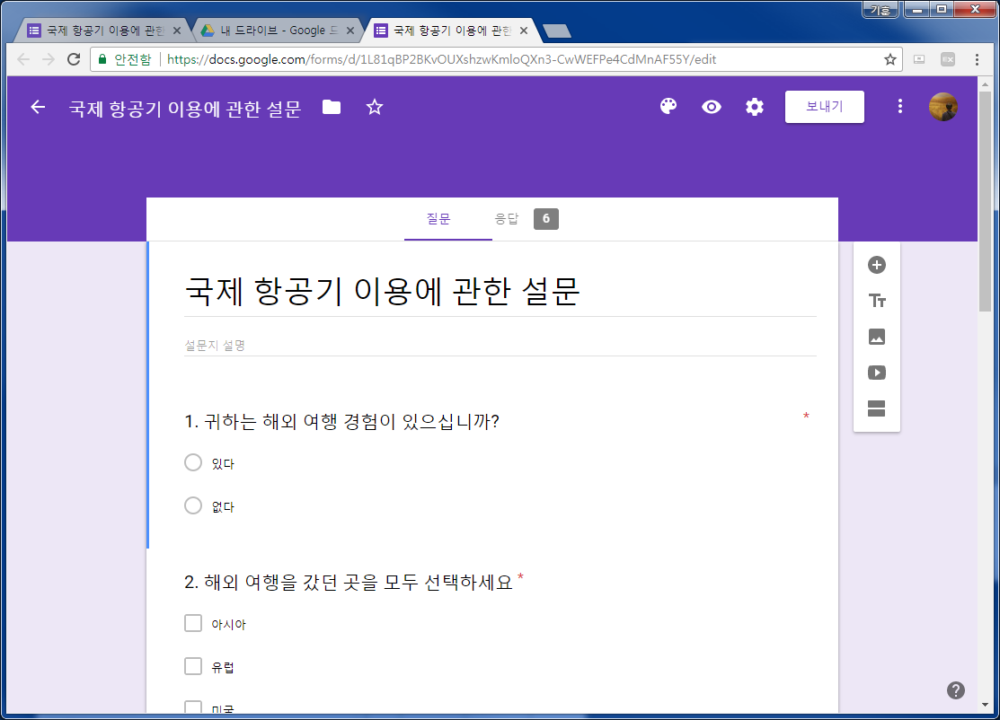 기훈
국제 항공기 이용에 관한
내 드라이브 - Google 드
국제 항공기 이용에 관한
안전함
https://docs.google.com/forms/d/1L81qBP2BKvOUXshzwKmloQXn3-CwWEFPe4CdMnAF55Y/edit
국제 항공기 이용에 관한 설문
보내기
질문
응답 6
국제 항공기 이용에 관한 설문
설문지 설명
1. 귀하는 해외 여행 경험이 있으십니까? *
있다
없다
2. 해외 여행을 갔던 곳을 모두 선택하세요 *
아시아
유럽
미국